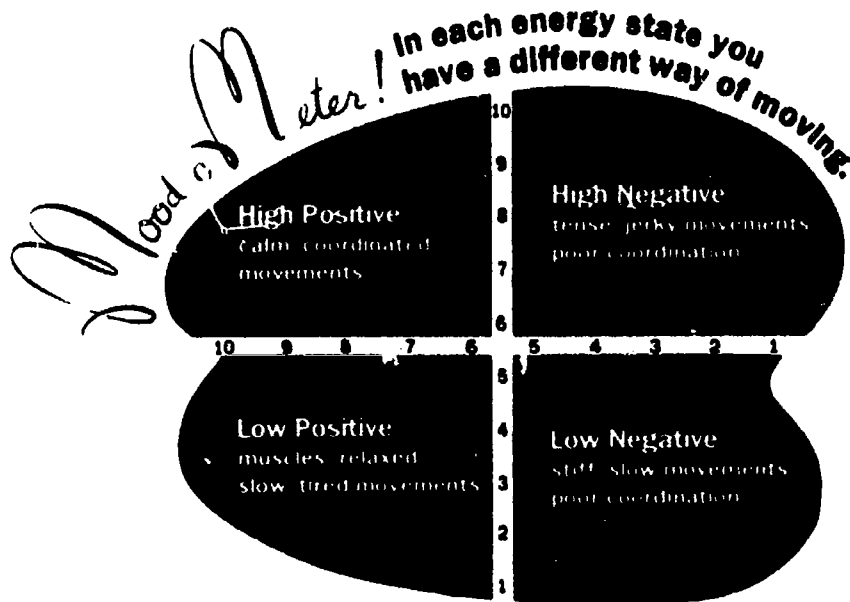 Mood o Meter!
In each energy state you
have a different way of moving.
10
9
8
7
6
High Positive
calm coordinated
movements
High Negative
tense jerky movements
poor coordination
10 9 8 7 6 5 4 3 2 1
5
4
3
2
1
Low Positive
muscles relaxed
slow tired movements
Low Negative
stiff slow movements
poor coordination